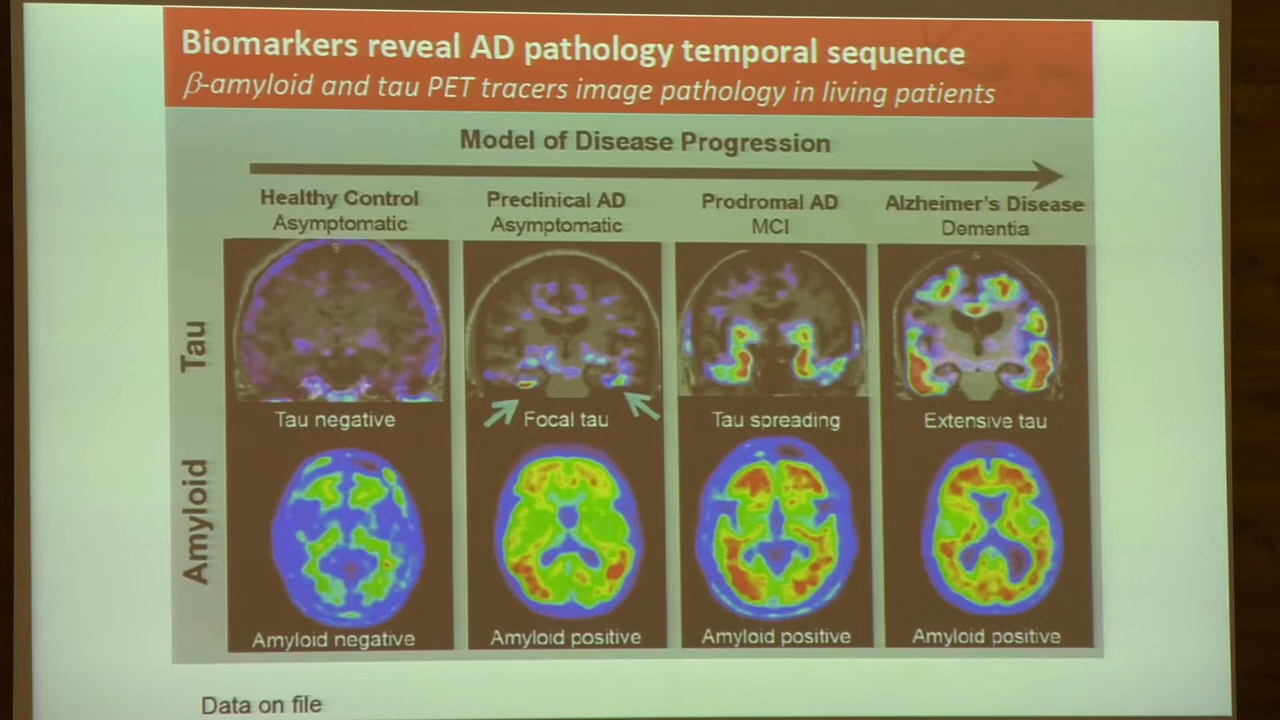 Biomarkers reveal AD pathology temporal sequence
β-amyloid and tau PET tracers image pathology in living patients
Model of Disease Progression
Healthy Control
Asymptomatic
Preclinical AD
Asymptomatic
Prodromal AD
MCI
Alzheimer's Disease
Dementia
S
S
Tau
Tau negative
Focal tau
Tau spreading
Extensive tau
Amyloid
Amyloid negative
Amyloid positive
Amyloid positive
Amyloid positive
Data on file